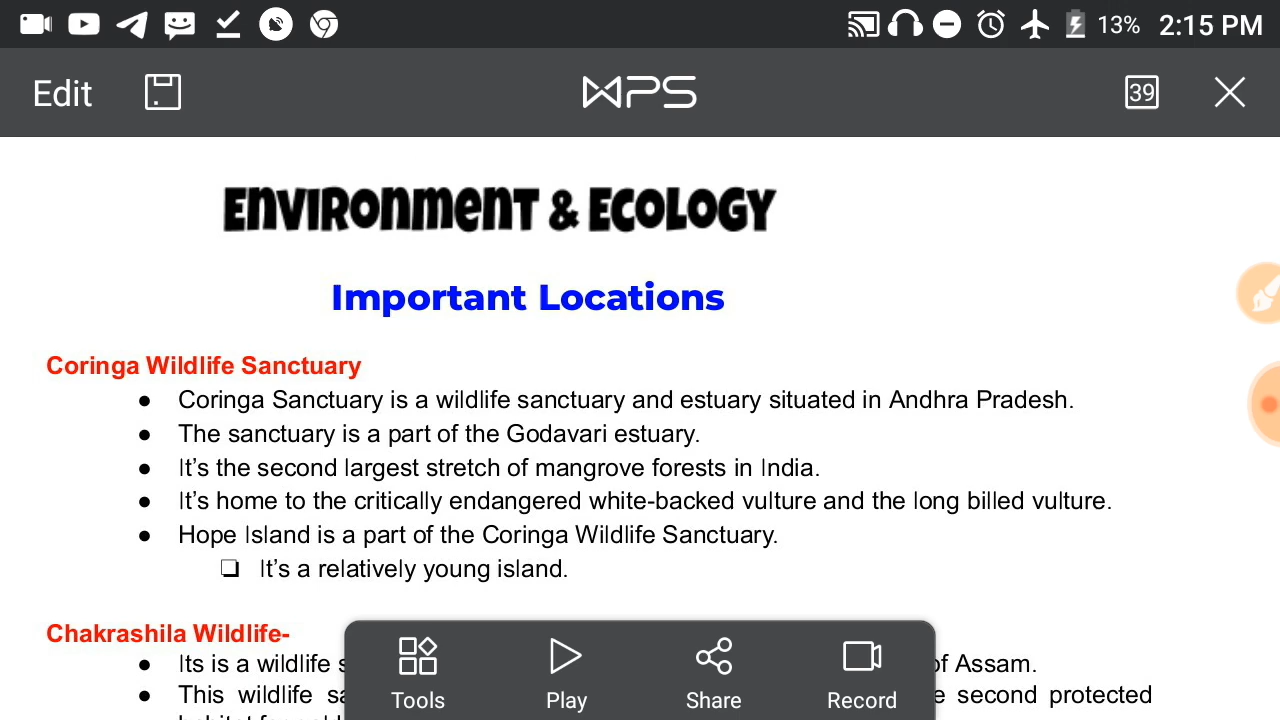 13% 2:15 PM
Edit WPS 39
Environment & Ecology
Important Locations
Coringa Wildlife Sanctuary
● Coringa Sanctuary is a wildlife sanctuary and estuary situated in Andhra Pradesh.
● The sanctuary is a part of the Godavari estuary.
● It’s the second largest stretch of mangrove forests in India.
● It’s home to the critically endangered white-backed vulture and the long billed vulture.
● Hope Island is a part of the Coringa Wildlife Sanctuary.
❏ It’s a relatively young island.
Chakrashila Wildlife-
● Its is a wildlife of Assam.
● This wildlife second protected
Tools Play Share Record